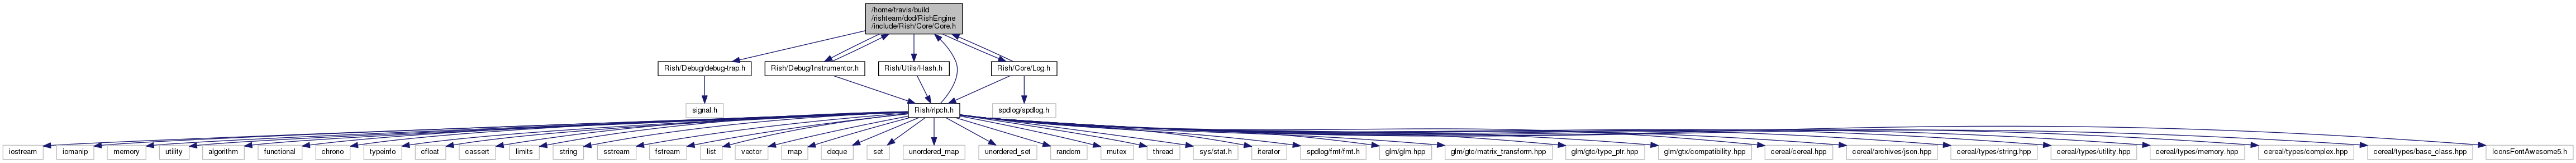 /home/travis/build
/rishteam/dod/RishEngine
/include/Rish/Core/Core.h
Rish/Debug/debug-trap.h
Rish/Debug/Instrumentor.h
Rish/Utils/Hash.h
Rish/Core/Log.h
signal.h
Rish/rlpch.h
spdlog/spdlog.h
iostream
iomanip
memory
utility
algorithm
functional
chrono
typeinfo
cfloat
cassert
limits
string
sstream
fstream
list
vector
map
deque
set
unordered_map
unordered_set
random
mutex
thread
sys/stat.h
iterator
spdlog/fmt/fmt.h
glm/glm.hpp
glm/gtc/matrix_transform.hpp
glm/gtc/type_ptr.hpp
glm/gtx/compatibility.hpp
cereal/cereal.hpp
cereal/archives/json.hpp
cereal/types/string.hpp
cereal/types/utility.hpp
cereal/types/memory.hpp
cereal/types/complex.hpp
cereal/types/base_class.hpp
IconsFontAwesome5.h